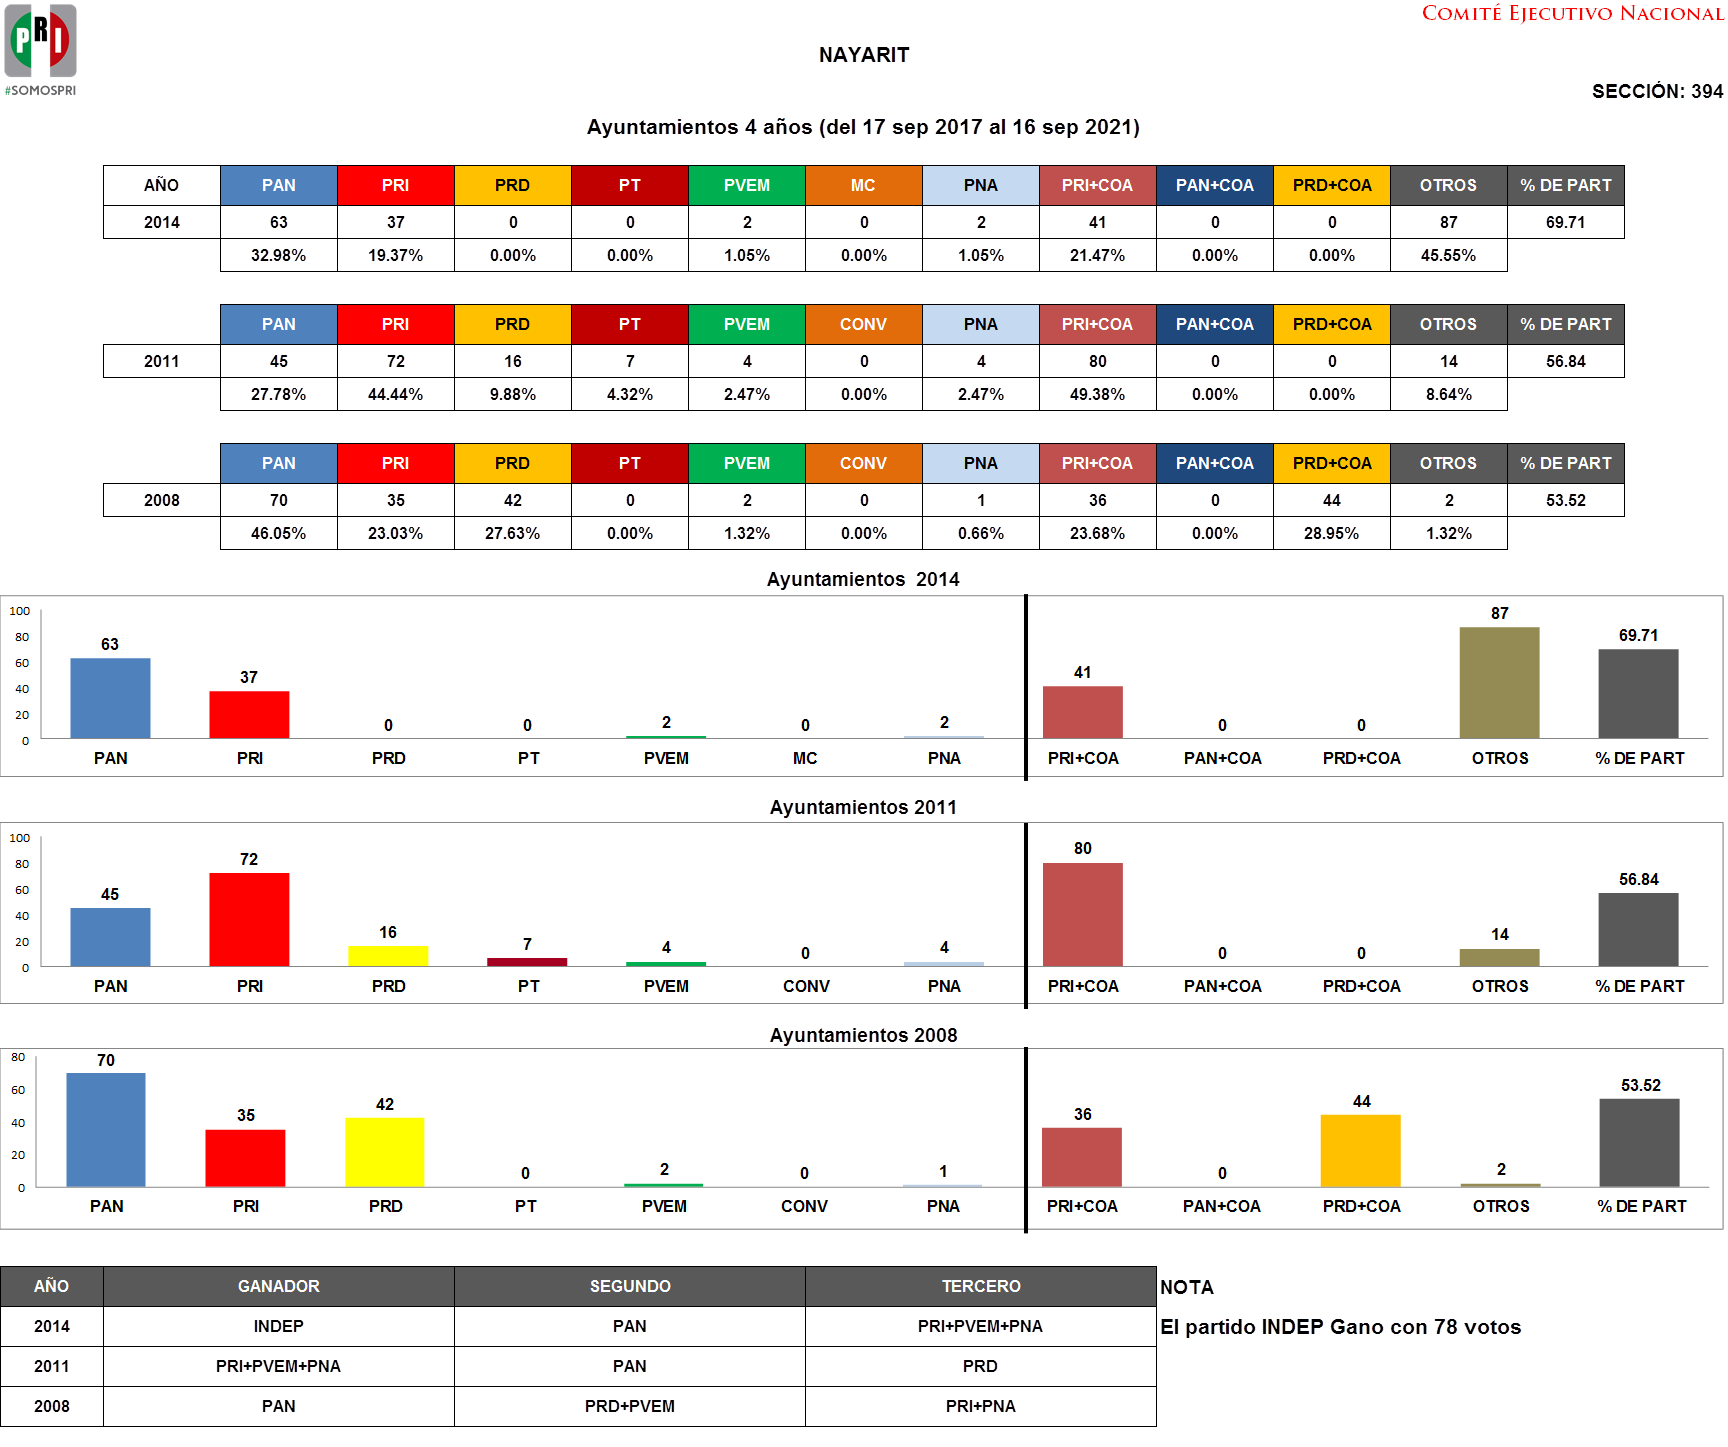 PRI
#SOMOSPRI
COMITÉ EJECUTIVO NACIONAL
NAYARIT
SECCIÓN: 394
Ayuntamientos 4 años (del 17 sep 2017 al 16 sep 2021)
AÑO PAN PRI PRD PT PVEM MC PNA PRI+COA PAN+COA PRD+COA OTROS % DE PART
2014 63 37 0 0 2 0 2 41 0 0 87 69.71
32.98% 19.37% 0.00% 0.00% 1.05% 0.00% 1.05% 21.47% 0.00% 0.00% 45.55%
PAN PRI PRD PT PVEM CONV PNA PRI+COA PAN+COA PRD+COA OTROS % DE PART
2011 45 72 16 7 4 0 4 80 0 0 14 56.84
27.78% 44.44% 9.88% 4.32% 2.47% 0.00% 2.47% 49.38% 0.00% 0.00% 8.64%
PAN PRI PRD PT PVEM CONV PNA PRI+COA PAN+COA PRD+COA OTROS % DE PART
2008 70 35 42 0 2 0 1 36 0 44 2 53.52
46.05% 23.03% 27.63% 0.00% 1.32% 0.00% 0.66% 23.68% 0.00% 28.95% 1.32%
Ayuntamientos 2014
100
80
60
40
20
0
63 37 0 0 2 0 2 41 0 0 87 69.71
PAN PRI PRD PT PVEM MC PNA PRI+COA PAN+COA PRD+COA OTROS % DE PART
Ayuntamientos 2011
100
80
60
40
20
0
45 72 16 7 4 0 4 80 0 0 14 56.84
PAN PRI PRD PT PVEM CONV PNA PRI+COA PAN+COA PRD+COA OTROS % DE PART
Ayuntamientos 2008
80
60
40
20
0
70 35 42 0 2 0 1 36 0 44 2 53.52
PAN PRI PRD PT PVEM CONV PNA PRI+COA PAN+COA PRD+COA OTROS % DE PART
AÑO GANADOR SEGUNDO TERCERO NOTA
2014 INDEP PAN PRI+PVEM+PNA El partido INDEP Gano con 78 votos
2011 PRI+PVEM+PNA PAN PRD
2008 PAN PRD+PVEM PRI+PNA